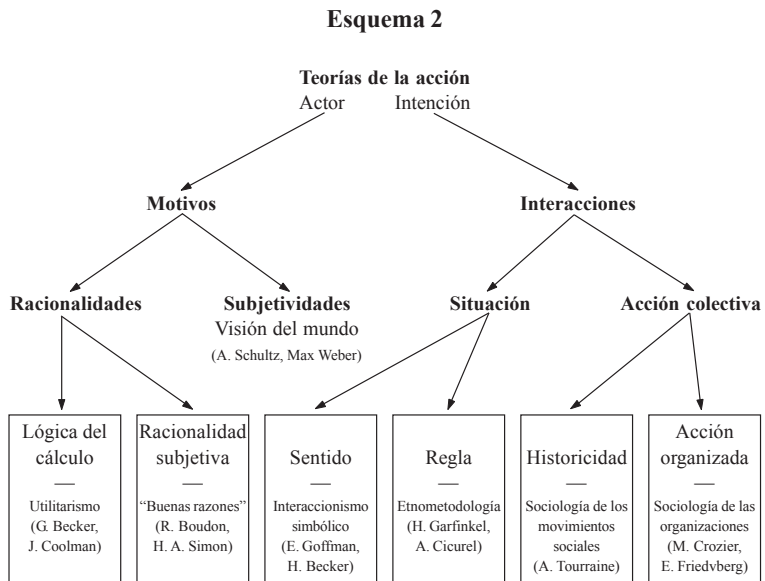 Esquema 2
Teorías de la acción
Actor Intención
Motivos Interacciones
Racionalidades Subjetividades Situación Acción colectiva
Visión del mundo
(A. Schultz, Max Weber)
Lógica del
cálculo
—
Utilitarismo
(G. Becker,
J. Coolman)
Racionalidad
subjetiva
—
“Buenas razones”
(R. Boudon,
H. A. Simon)
Sentido
—
Interaccionismo
simbólico
(E. Goffman,
H. Becker)
Regla
—
Etnometodología
(H. Garfinkel,
A. Cicurel)
Historicidad
—
Sociología de los
movimientos
sociales
(A. Tourraine)
Acción
organizada
—
Sociología de las
organizaciones
(M. Crozier,
E. Friedvberg)